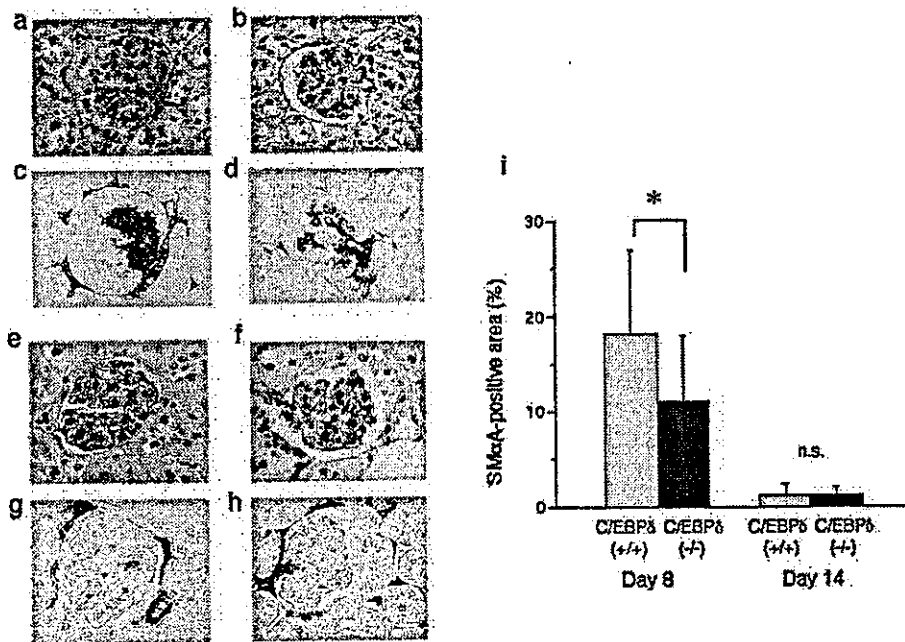 a
b
c
d
e
f
g
h
i
*
SMαA-positive area (%)
30
20
10
0
n.s.
C/EBPδ (+/+)
C/EBPδ (-/-)
C/EBPδ (+/+)
C/EBPδ (-/-)
Day 8
Day 14